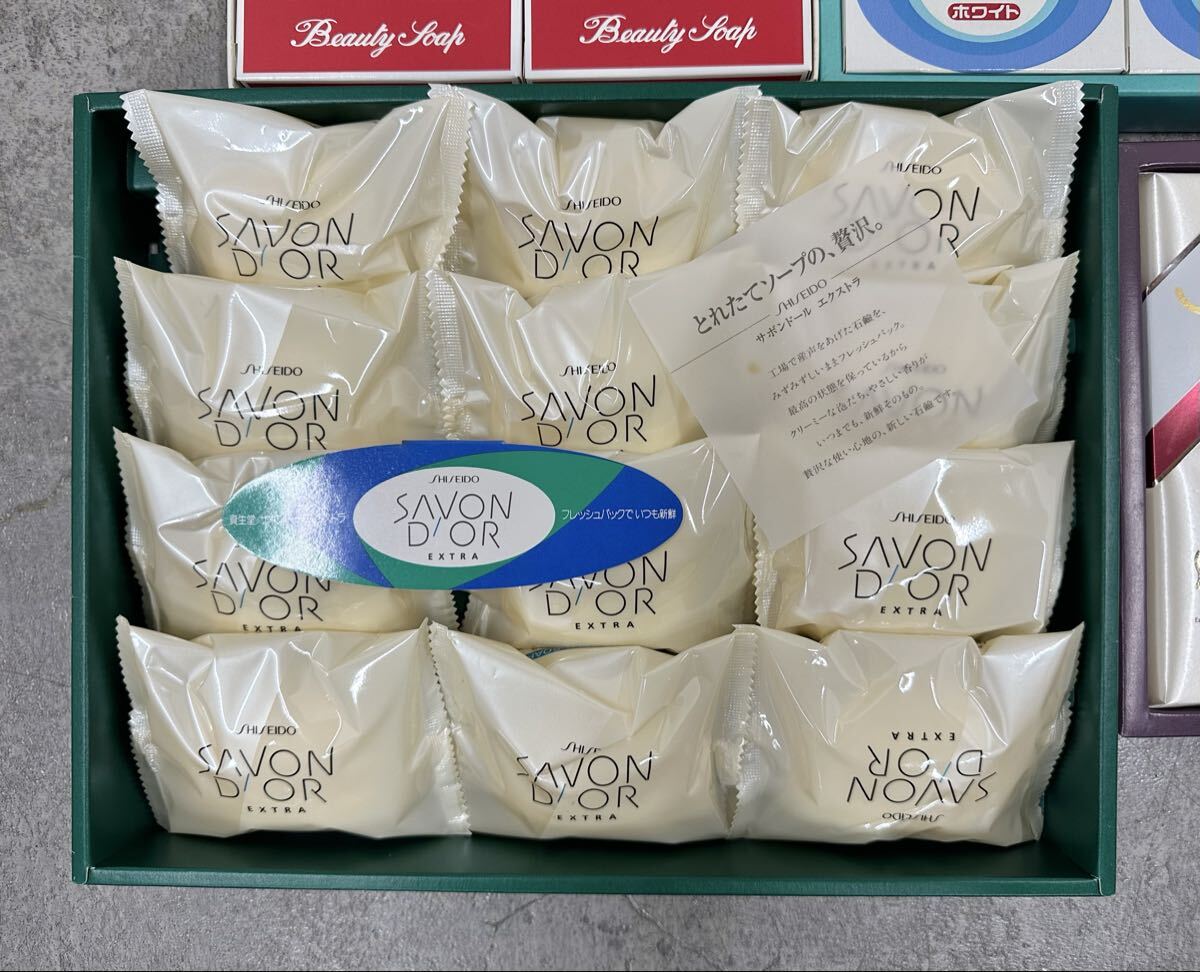 Beauty Soap
Beauty Soap
ホワイト
SHISEIDO
SAVON
D'OR
SHISEIDO
SAVON
D'OR
SHISEIDO
SAVON
EXTRA
とれたてソープの、贅沢。
SHISEIDO
サボンドール エクストラ
工場で産声をあげた石鹸を、
みずみずしいままフレッシュパック。
最高の状態を保っているから
クリーミーな泡だち、やさしい香りが
いつまでも、新鮮そのもの。
贅沢な使い心地の、新しい石鹸です。
SHISEIDO
SAVON
D'OR
SHISEIDO
SAVON
D'OR
SHISEIDO
SAVON
D'OR
EXTRA
フレッシュパックでいつも新鮮
SAVON
D'OR
EXTRA
SAVON
D'OR
EXTRA
SHISEIDO
SAVON
D'OR
EXTRA
SHISEIDO
SAVON
D'OR
EXTRA
SHISEIDO
SAVON
D'OR
EXTRA
SHISEIDO
SAVON
D'OR
EXTRA